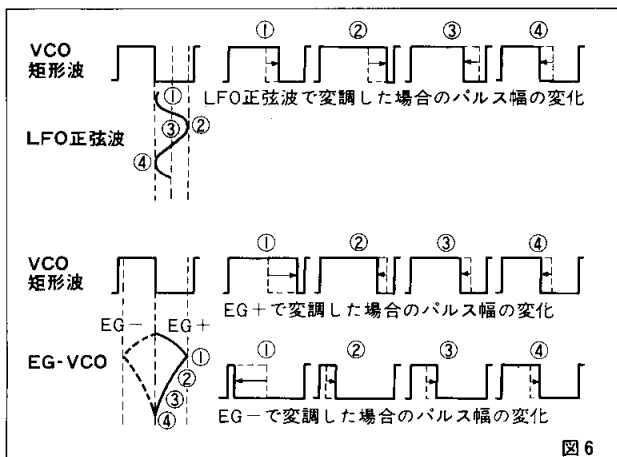 ① ② ③ ④
VCO
矩形波
① LFO正弦波で変調した場合のパルス幅の変化
LFO正弦波 ③ ②
④
① ② ③ ④
VCO
矩形波
EG+で変調した場合のパルス幅の変化
EG− EG+
EG-VCO ① ① ② ③ ④
②
③
④ EG−で変調した場合のパルス幅の変化
図6